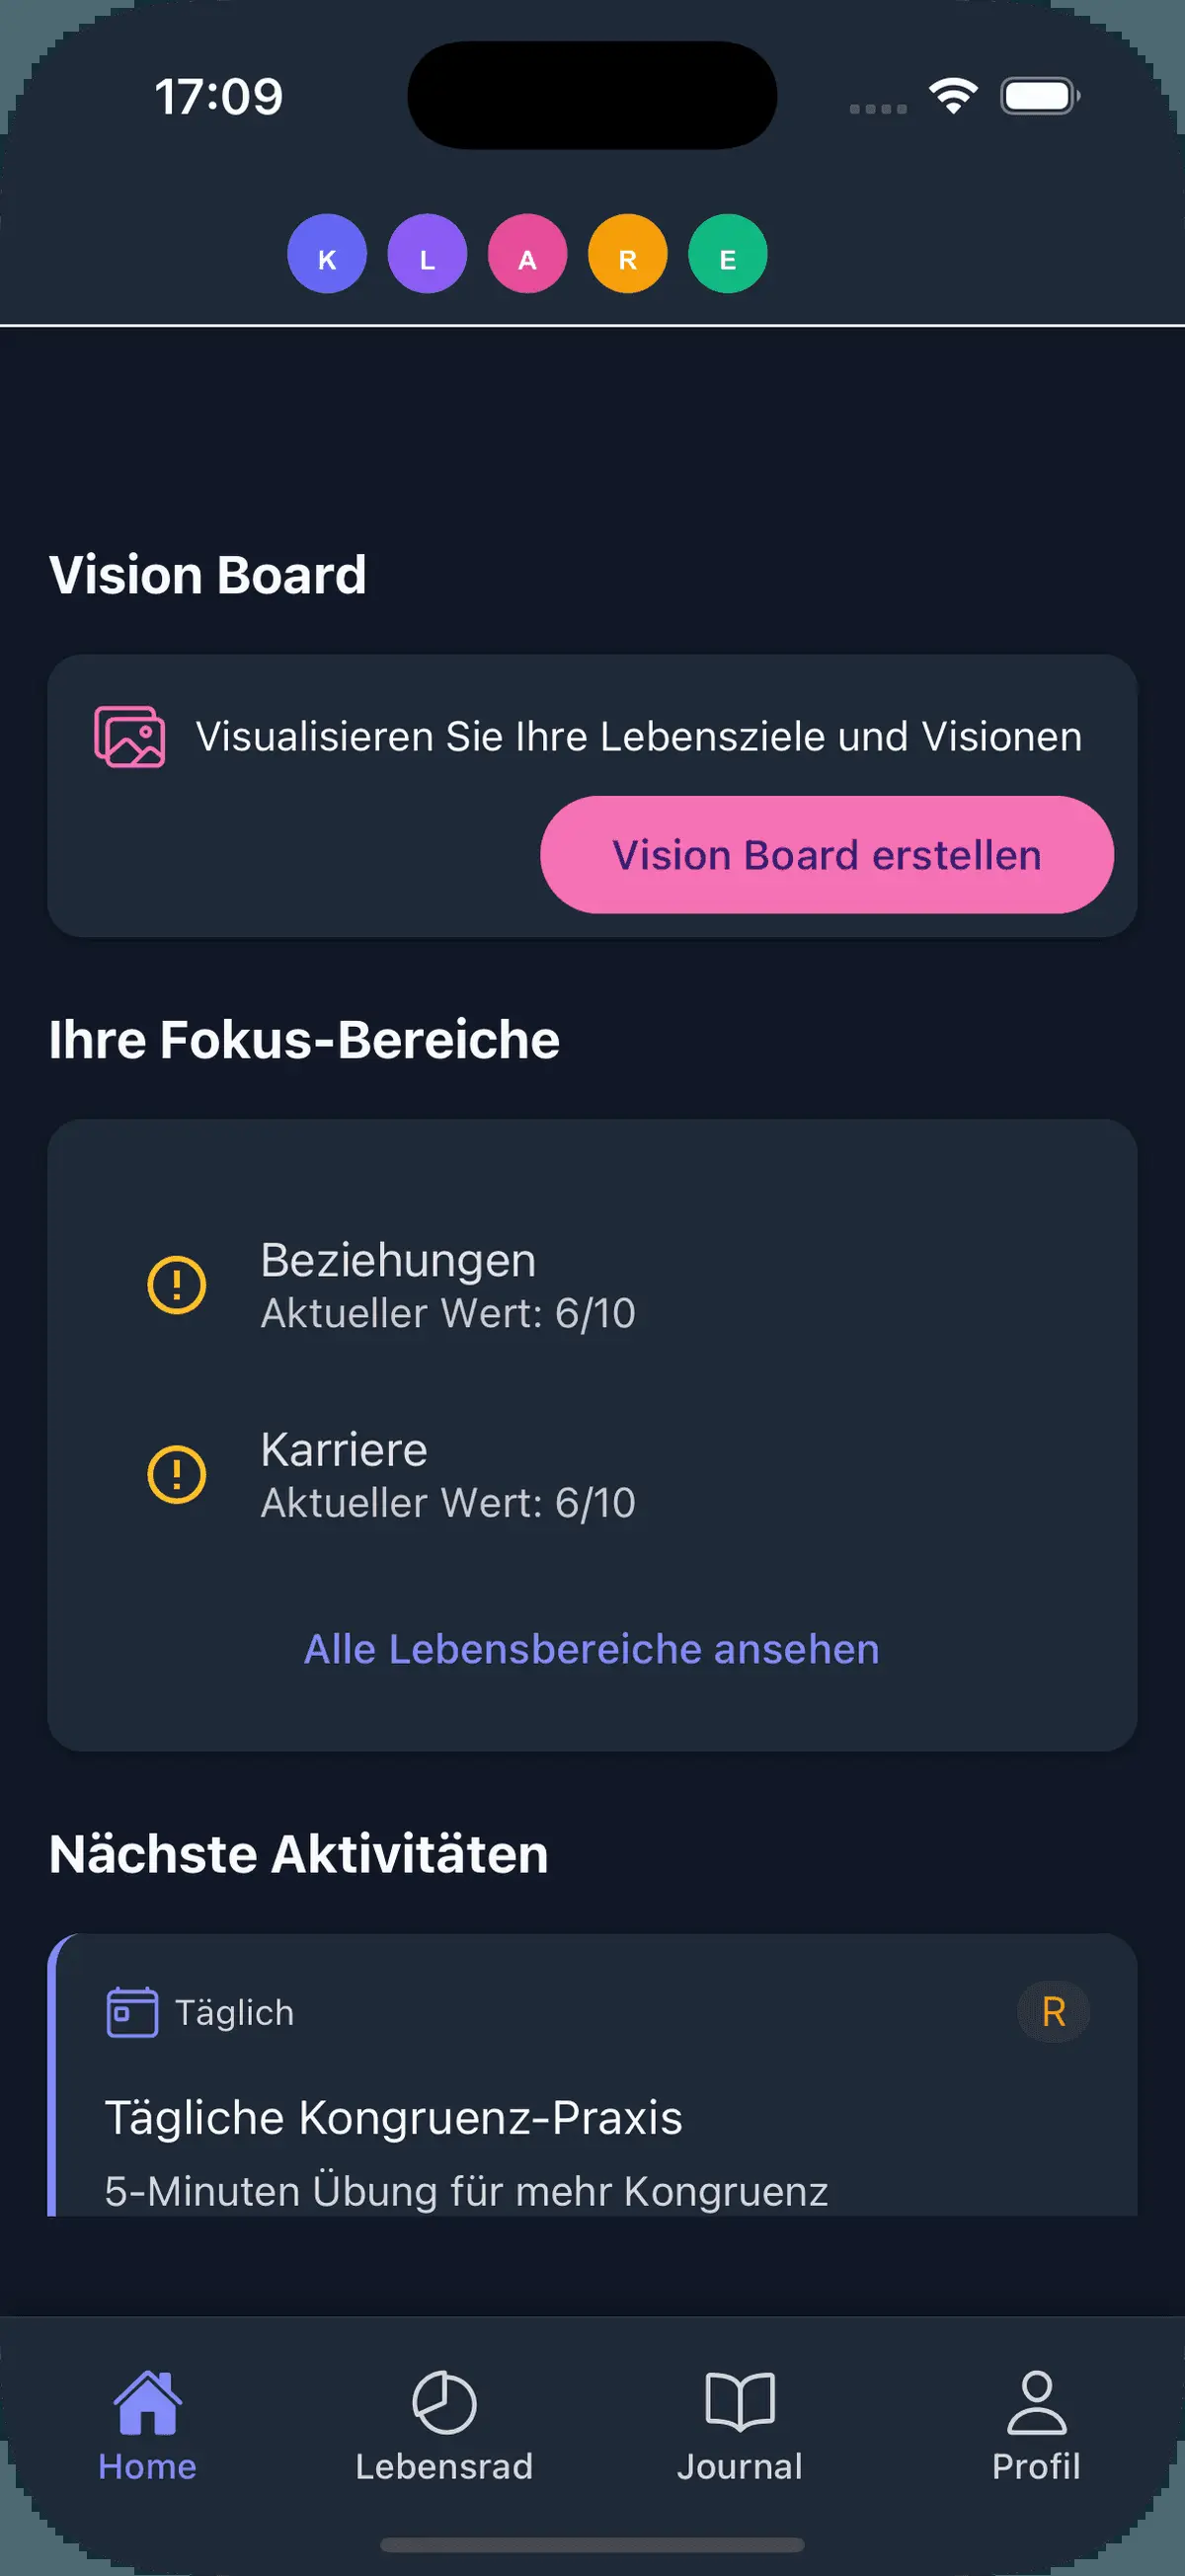 17:09
K L A R E
Vision Board
Visualisieren Sie Ihre Lebensziele und Visionen
Vision Board erstellen
Ihre Fokus-Bereiche
Beziehungen
Aktueller Wert: 6/10
Karriere
Aktueller Wert: 6/10
Alle Lebensbereiche ansehen
Nächste Aktivitäten
Täglich R
Tägliche Kongruenz-Praxis
5-Minuten Übung für mehr Kongruenz
Home Lebensrad Journal Profil